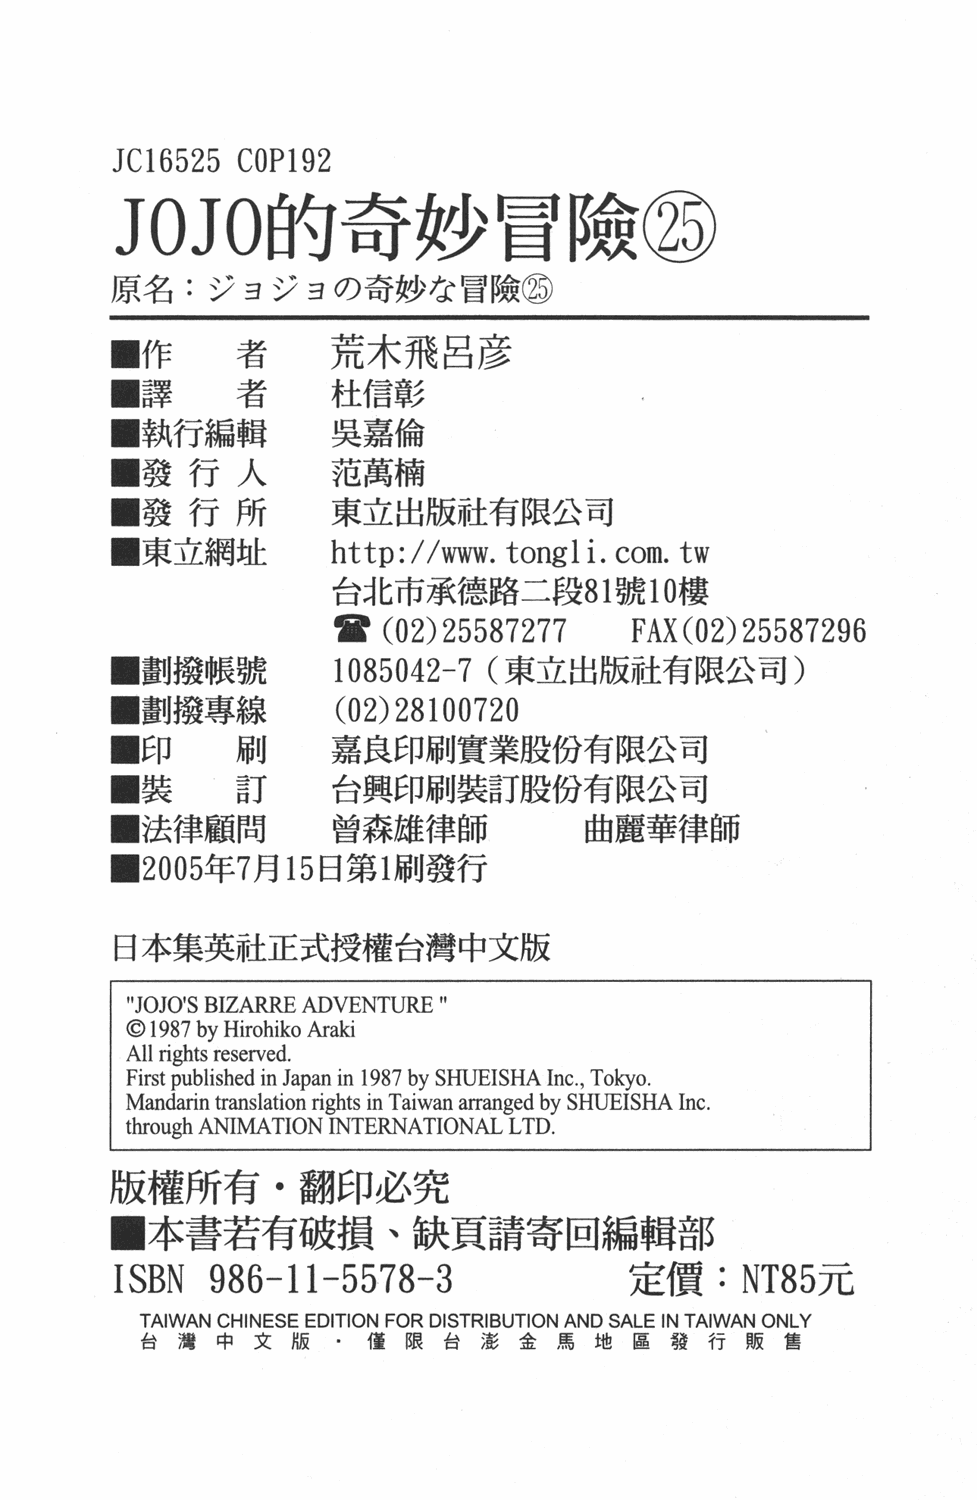 JC16525 COP192
JOJO的奇妙冒險㉕
原名：ジョジョの奇妙な冒險㉕
■作　者　荒木飛呂彥
■譯　者　杜信彰
■執行編輯　吳嘉倫
■發行人　范萬楠
■發行所　東立出版社有限公司
■東立網址　http://www.tongli.com.tw
台北市承德路二段81號10樓
☎(02)25587277　FAX(02)25587296
■劃撥帳號　1085042-7（東立出版社有限公司）
■劃撥專線　(02)28100720
■印　刷　嘉良印刷實業股份有限公司
■裝　訂　台興印刷裝訂股份有限公司
■法律顧問　曾森雄律師　曲麗華律師
■2005年7月15日第1刷發行
日本集英社正式授權台灣中文版
"JOJO'S BIZARRE ADVENTURE "
©1987 by Hirohiko Araki
All rights reserved.
First published in Japan in 1987 by SHUEISHA Inc., Tokyo.
Mandarin translation rights in Taiwan arranged by SHUEISHA Inc.
through ANIMATION INTERNATIONAL LTD.
版權所有・翻印必究
■本書若有破損、缺頁請寄回編輯部
ISBN 986-11-5578-3　定價：NT85元
TAIWAN CHINESE EDITION FOR DISTRIBUTION AND SALE IN TAIWAN ONLY
台灣中文版・僅限台澎金馬地區發行販售